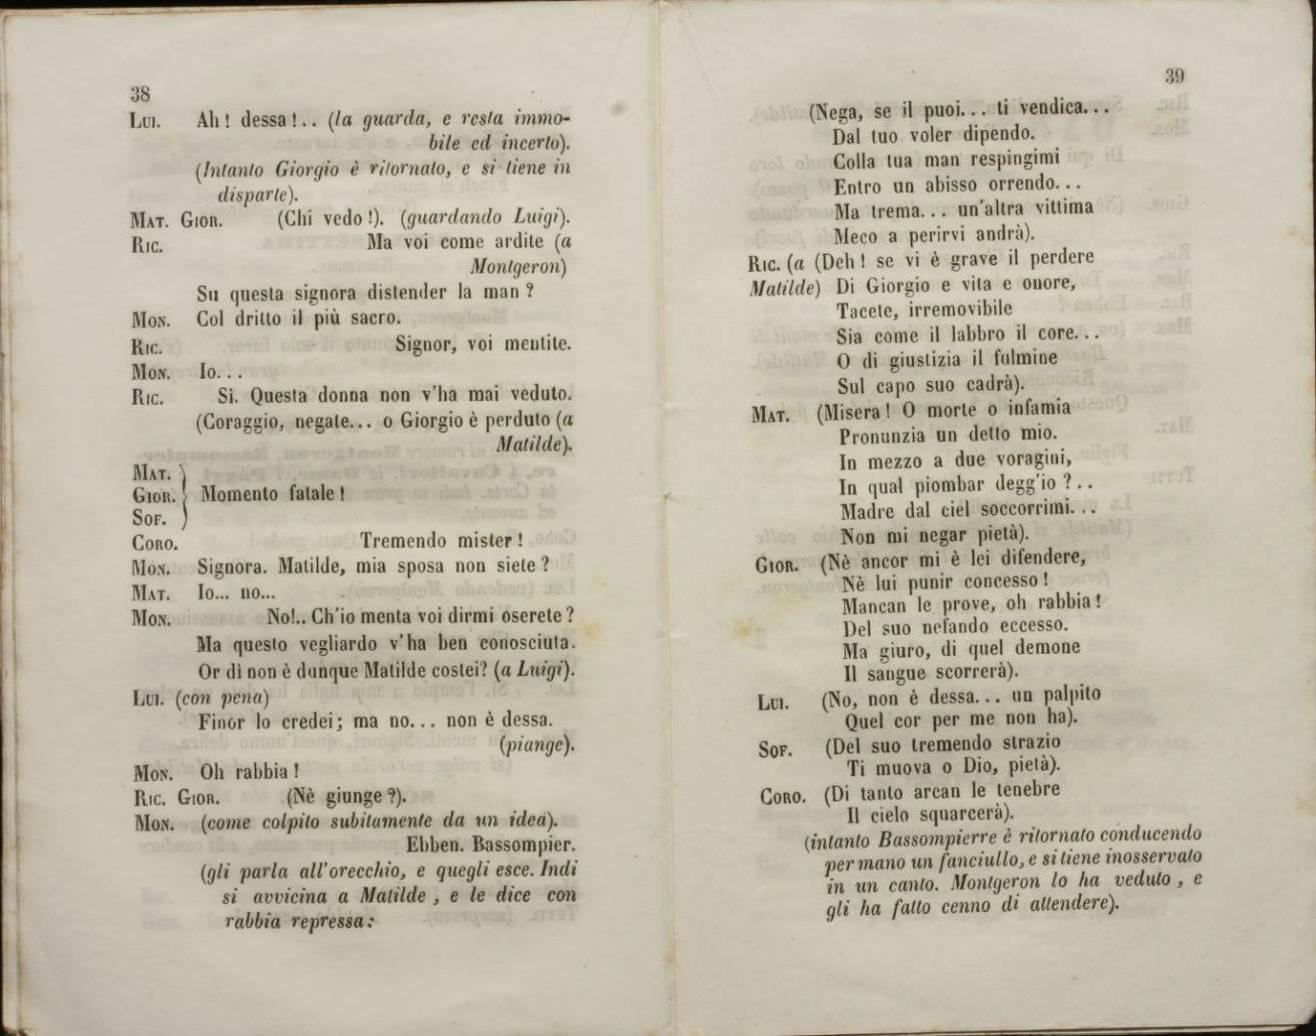 38
LUI. Ah! dessa!.. (la guarda, e resta immo-
bile ed incerto).
(Intanto Giorgio è ritornato, e si tiene in
disparte).
MAT. GIOR. (Chi vedo!). (guardando Luigi).
RIC. Ma voi come ardite (a
Montgeron)
Su questa signora distender la man?
MON. Col dritto il più sacro.
RIC. Signor, voi mentite.
MON. Io...
RIC. Sì. Questa donna non v'ha mai veduto.
(Coraggio, negate... o Giorgio è perduto (a
Matilde).
MAT.
GIOR. Momento fatale!
SOF.
CORO. Tremendo mister!
MON. Signora. Matilde, mia sposa non siete?
MAT. Io... no...
MON. No!.. Ch'io menta voi dirmi oserete?
Ma questo vegliardo v'ha ben conosciuta.
Or dì non è dunque Matilde costei? (a Luigi).
LUI. (con pena)
Finor lo credei; ma no... non è dessa.
(piange).
MON. Oh rabbia!
RIC. GIOR. (Nè giunge?).
MON. (come colpito subitamente da un idea).
Ebben. Bassompier.
(gli parla all'orecchio, e quegli esce. Indi
si avvicina a Matilde, e le dice con
rabbia repressa:
39
(Nega, se il puoi... ti vendica...
Dal tuo voler dipendo.
Colla tua man respingimi
Entro un abisso orrendo...
Ma trema... un'altra vittima
Meco a perirvi andrà).
RIC. (a (Deh! se vi è grave il perdere
Matilde) Di Giorgio e vita e onore,
Tacete, irremovibile
Sia come il labbro il core...
O di giustizia il fulmine
Sul capo suo cadrà).
MAT. (Misera! O morte o infamia
Pronunzia un detto mio.
In mezzo a due voragini,
In qual piombar degg'io?..
Madre dal ciel soccorrimi...
Non mi negar pietà).
GIOR. (Nè ancor mi è lei difendere,
Nè lui punir concesso!
Mancan le prove, oh rabbia!
Del suo nefando eccesso.
Ma giuro, di quel demone
Il sangue scorrerà).
LUI. (No, non è dessa... un palpito
Quel cor per me non ha).
SOF. (Del suo tremendo strazio
Ti muova o Dio, pietà).
CORO. (Di tanto arcan le tenebre
Il cielo squarcerà).
(intanto Bassompierre è ritornato conducendo
per mano un fanciullo, e si tiene inosservato
in un canto. Montgeron lo ha veduto, e
gli ha fatto cenno di attendere).